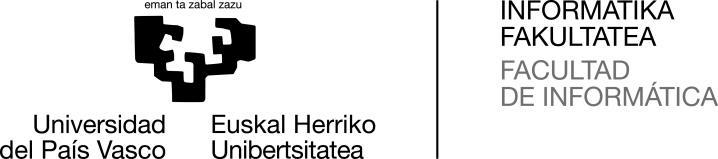 eman ta zabal zazu
Universidad
del País Vasco
Euskal Herriko
Unibertsitatea
INFORMATIKA
FAKULTATEA
FACULTAD
DE INFORMÁTICA